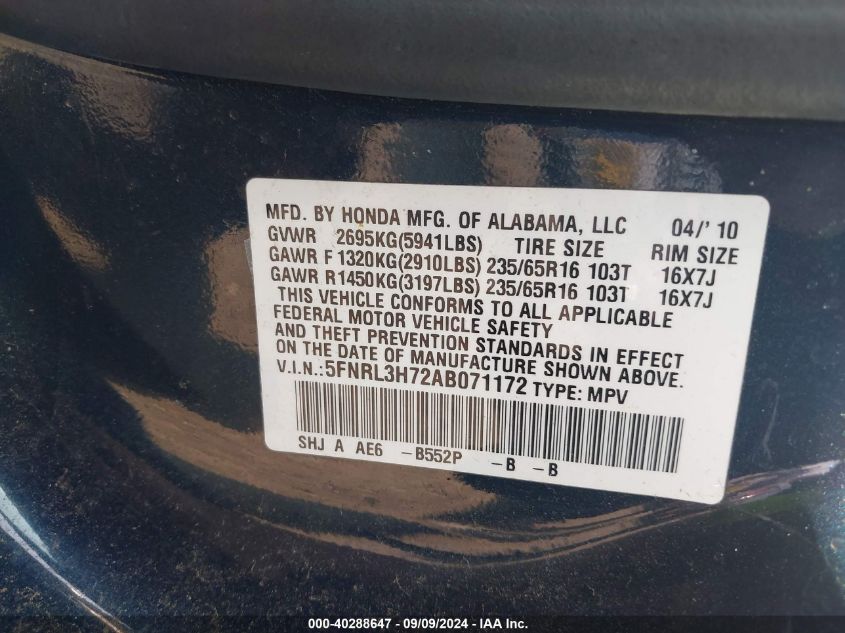 MFD. BY HONDA MFG. OF ALABAMA, LLC 04/' 10
GVWR 2695KG(5941LBS) TIRE SIZE RIM SIZE
GAWR F 1320KG(2910LBS) 235/65R16 103T 16X7J
GAWR R1450KG(3197LBS) 235/65R16 103T 16X7J
THIS VEHICLE CONFORMS TO ALL APPLICABLE
FEDERAL MOTOR VEHICLE SAFETY
AND THEFT PREVENTION STANDARDS IN EFFECT
ON THE DATE OF MANUFACTURE SHOWN ABOVE.
V.I.N.:5FNRL3H72AB071172 TYPE: MPV
SHJ A AE6 -B552P -B -B
000-40288647 - 09/09/2024 - IAA Inc.